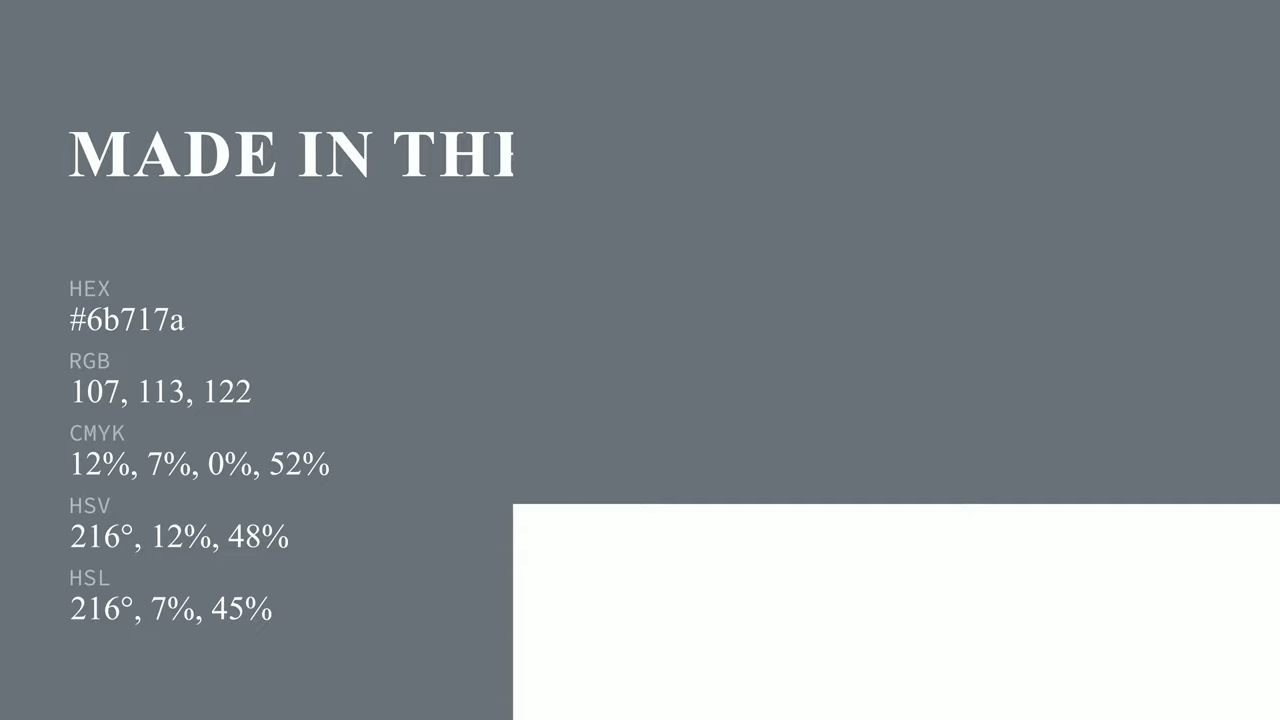 MADE IN TH
HEX
#6b717a
RGB
107, 113, 122
CMYK
12%, 7%, 0%, 52%
HSV
216°, 12%, 48%
HSL
216°, 7%, 45%